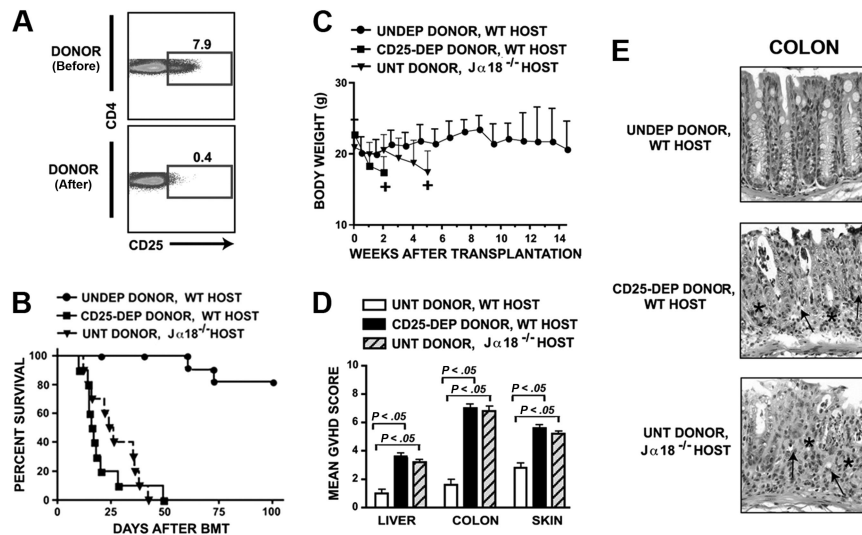 A
7.9
DONOR
(Before)
CD4
0.4
DONOR
(After)
CD25
B
UNDEP DONOR, WT HOST
CD25-DEP DONOR, WT HOST
UNT DONOR, Jα18-/-HOST
100
80
60
40
20
0
PERCENT SURVIVAL
0 25 50 75 100
DAYS AFTER BMT
C
UNDEP DONOR, WT HOST
CD25-DEP DONOR, WT HOST
UNT DONOR, Jα18 -/-HOST
30
20
10
BODY WEIGHT (g)
+
+
0 2 4 6 8 10 12 14
WEEKS AFTER TRANSPLANTATION
D
UNT DONOR, WT HOST
CD25-DEP DONOR, WT HOST
UNT DONOR, Jα18 -/-HOST
10
8
6
4
2
0
MEAN GVHD SCORE
P < .05
P < .05
P < .05
P < .05
P < .05
P < .05
LIVER COLON SKIN
E
COLON
UNDEP DONOR,
WT HOST
CD25-DEP DONOR,
WT HOST
* *
UNT DONOR,
Jα18 -/-HOST
* *